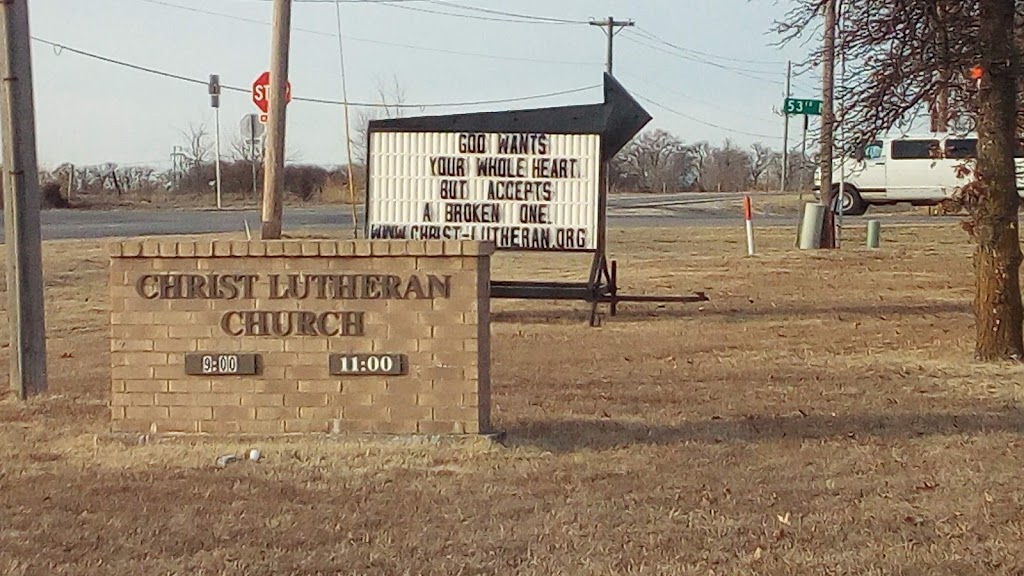 STOP
53RD
GOD WANTS
YOUR WHOLE HEART.
BUT ACCEPTS
A BROKEN ONE.
WWW.CHRIST-LUTHERAN.ORG
CHRIST LUTHERAN
CHURCH
9:00 11:00